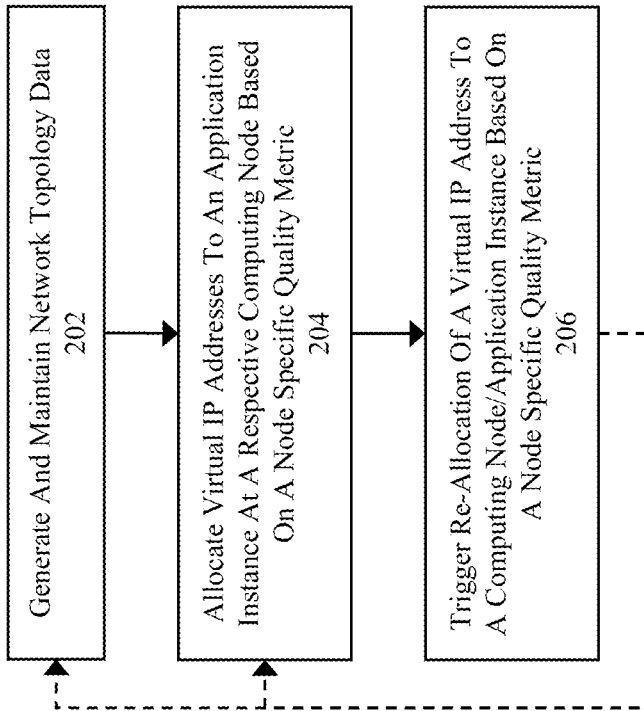 Generate And Maintain Network Topology Data
202
Allocate Virtual IP Addresses To An Application
Instance At A Respective Computing Node Based
On A Node Specific Quality Metric
204
Trigger Re-Allocation Of A Virtual IP Address To
A Computing Node/Application Instance Based On
A Node Specific Quality Metric
206